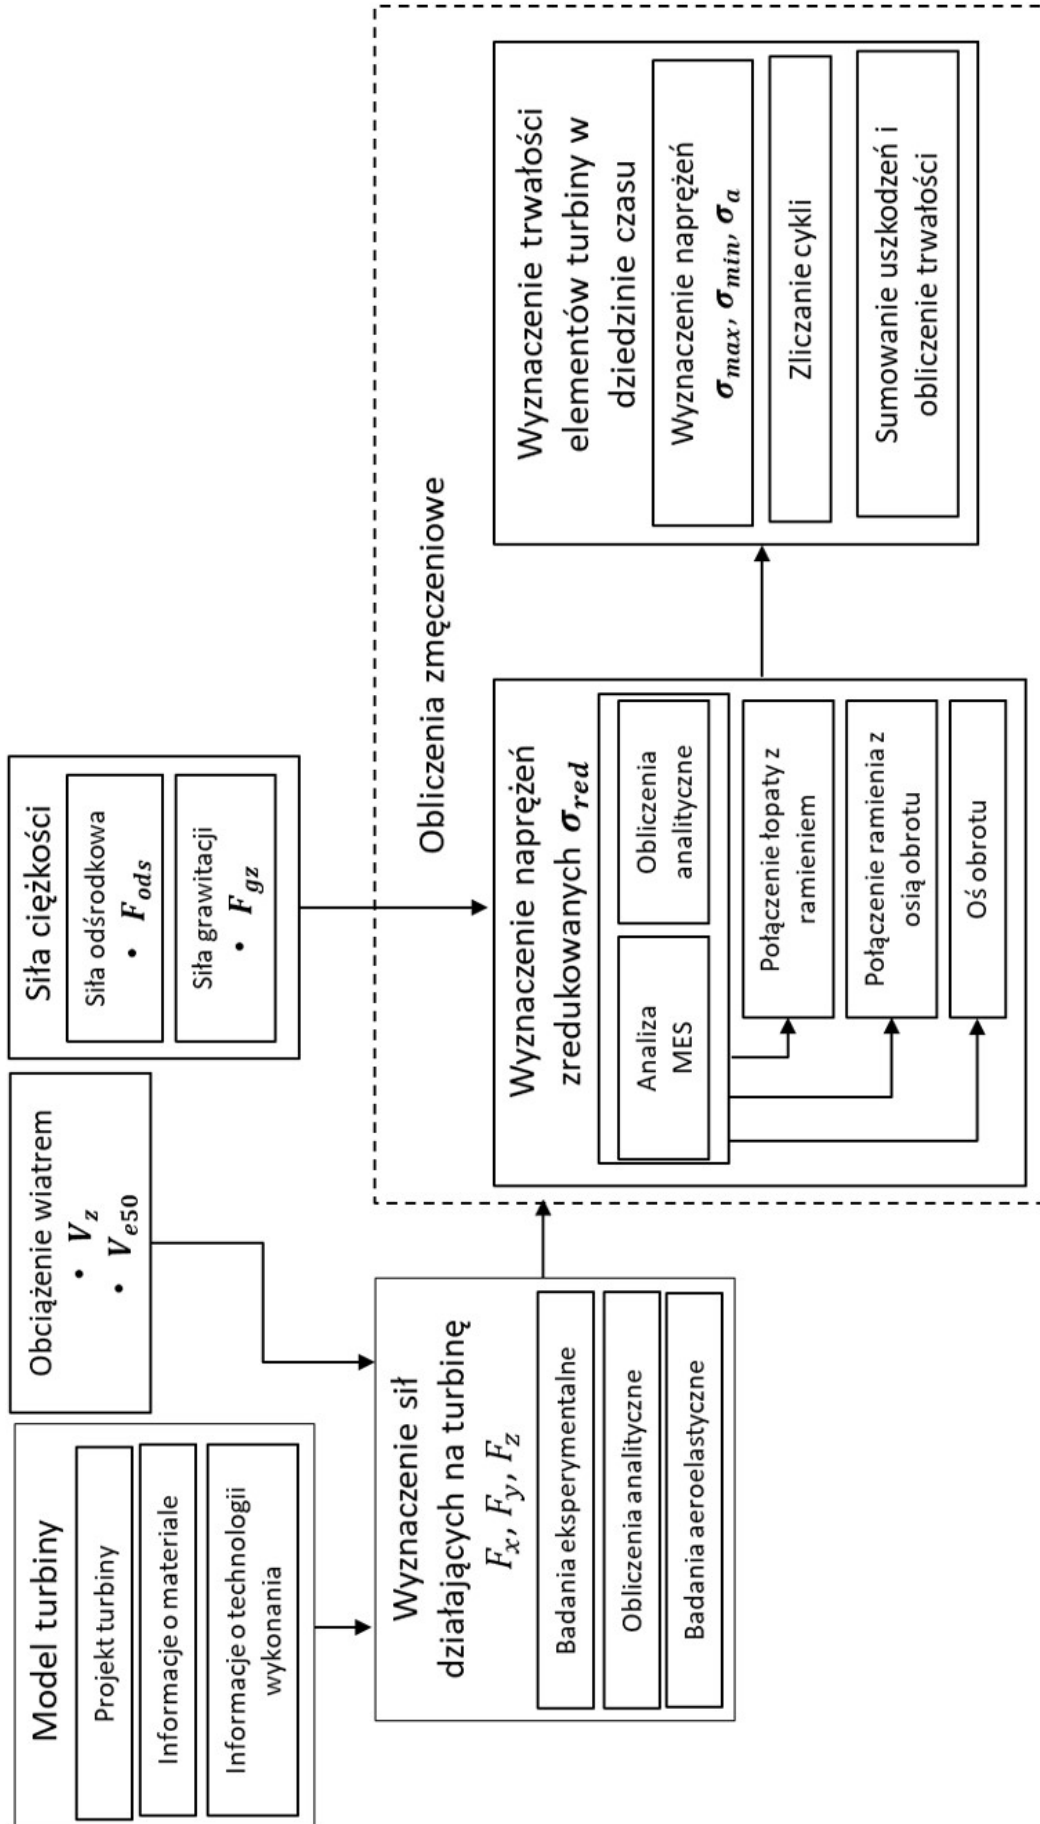 Model turbiny
Projekt turbiny
Informacje o materiale
Informacje o technologii
wykonania
Obciążenie wiatrem
• V_z
• V_e50
Siła ciężkości
Siła odśrodkowa
• F_ods
Siła grawitacji
• F_gz
Wyznaczenie sił
działających na turbinę
F_x, F_y, F_z
Badania eksperymentalne
Obliczenia analityczne
Badania aeroelastyczne
Obliczenia zmęczeniowe
Wyznaczenie naprężeń
zredukowanych σ_red
Analiza
MES
Obliczenia
analityczne
Połączenie łopaty z
ramieniem
Połączenie ramienia z
osią obrotu
Oś obrotu
Wyznaczenie trwałości
elementów turbiny w
dziedzinie czasu
Wyznaczenie naprężeń
σ_max, σ_min, σ_a
Zliczanie cykli
Sumowanie uszkodzeń i
obliczenie trwałości